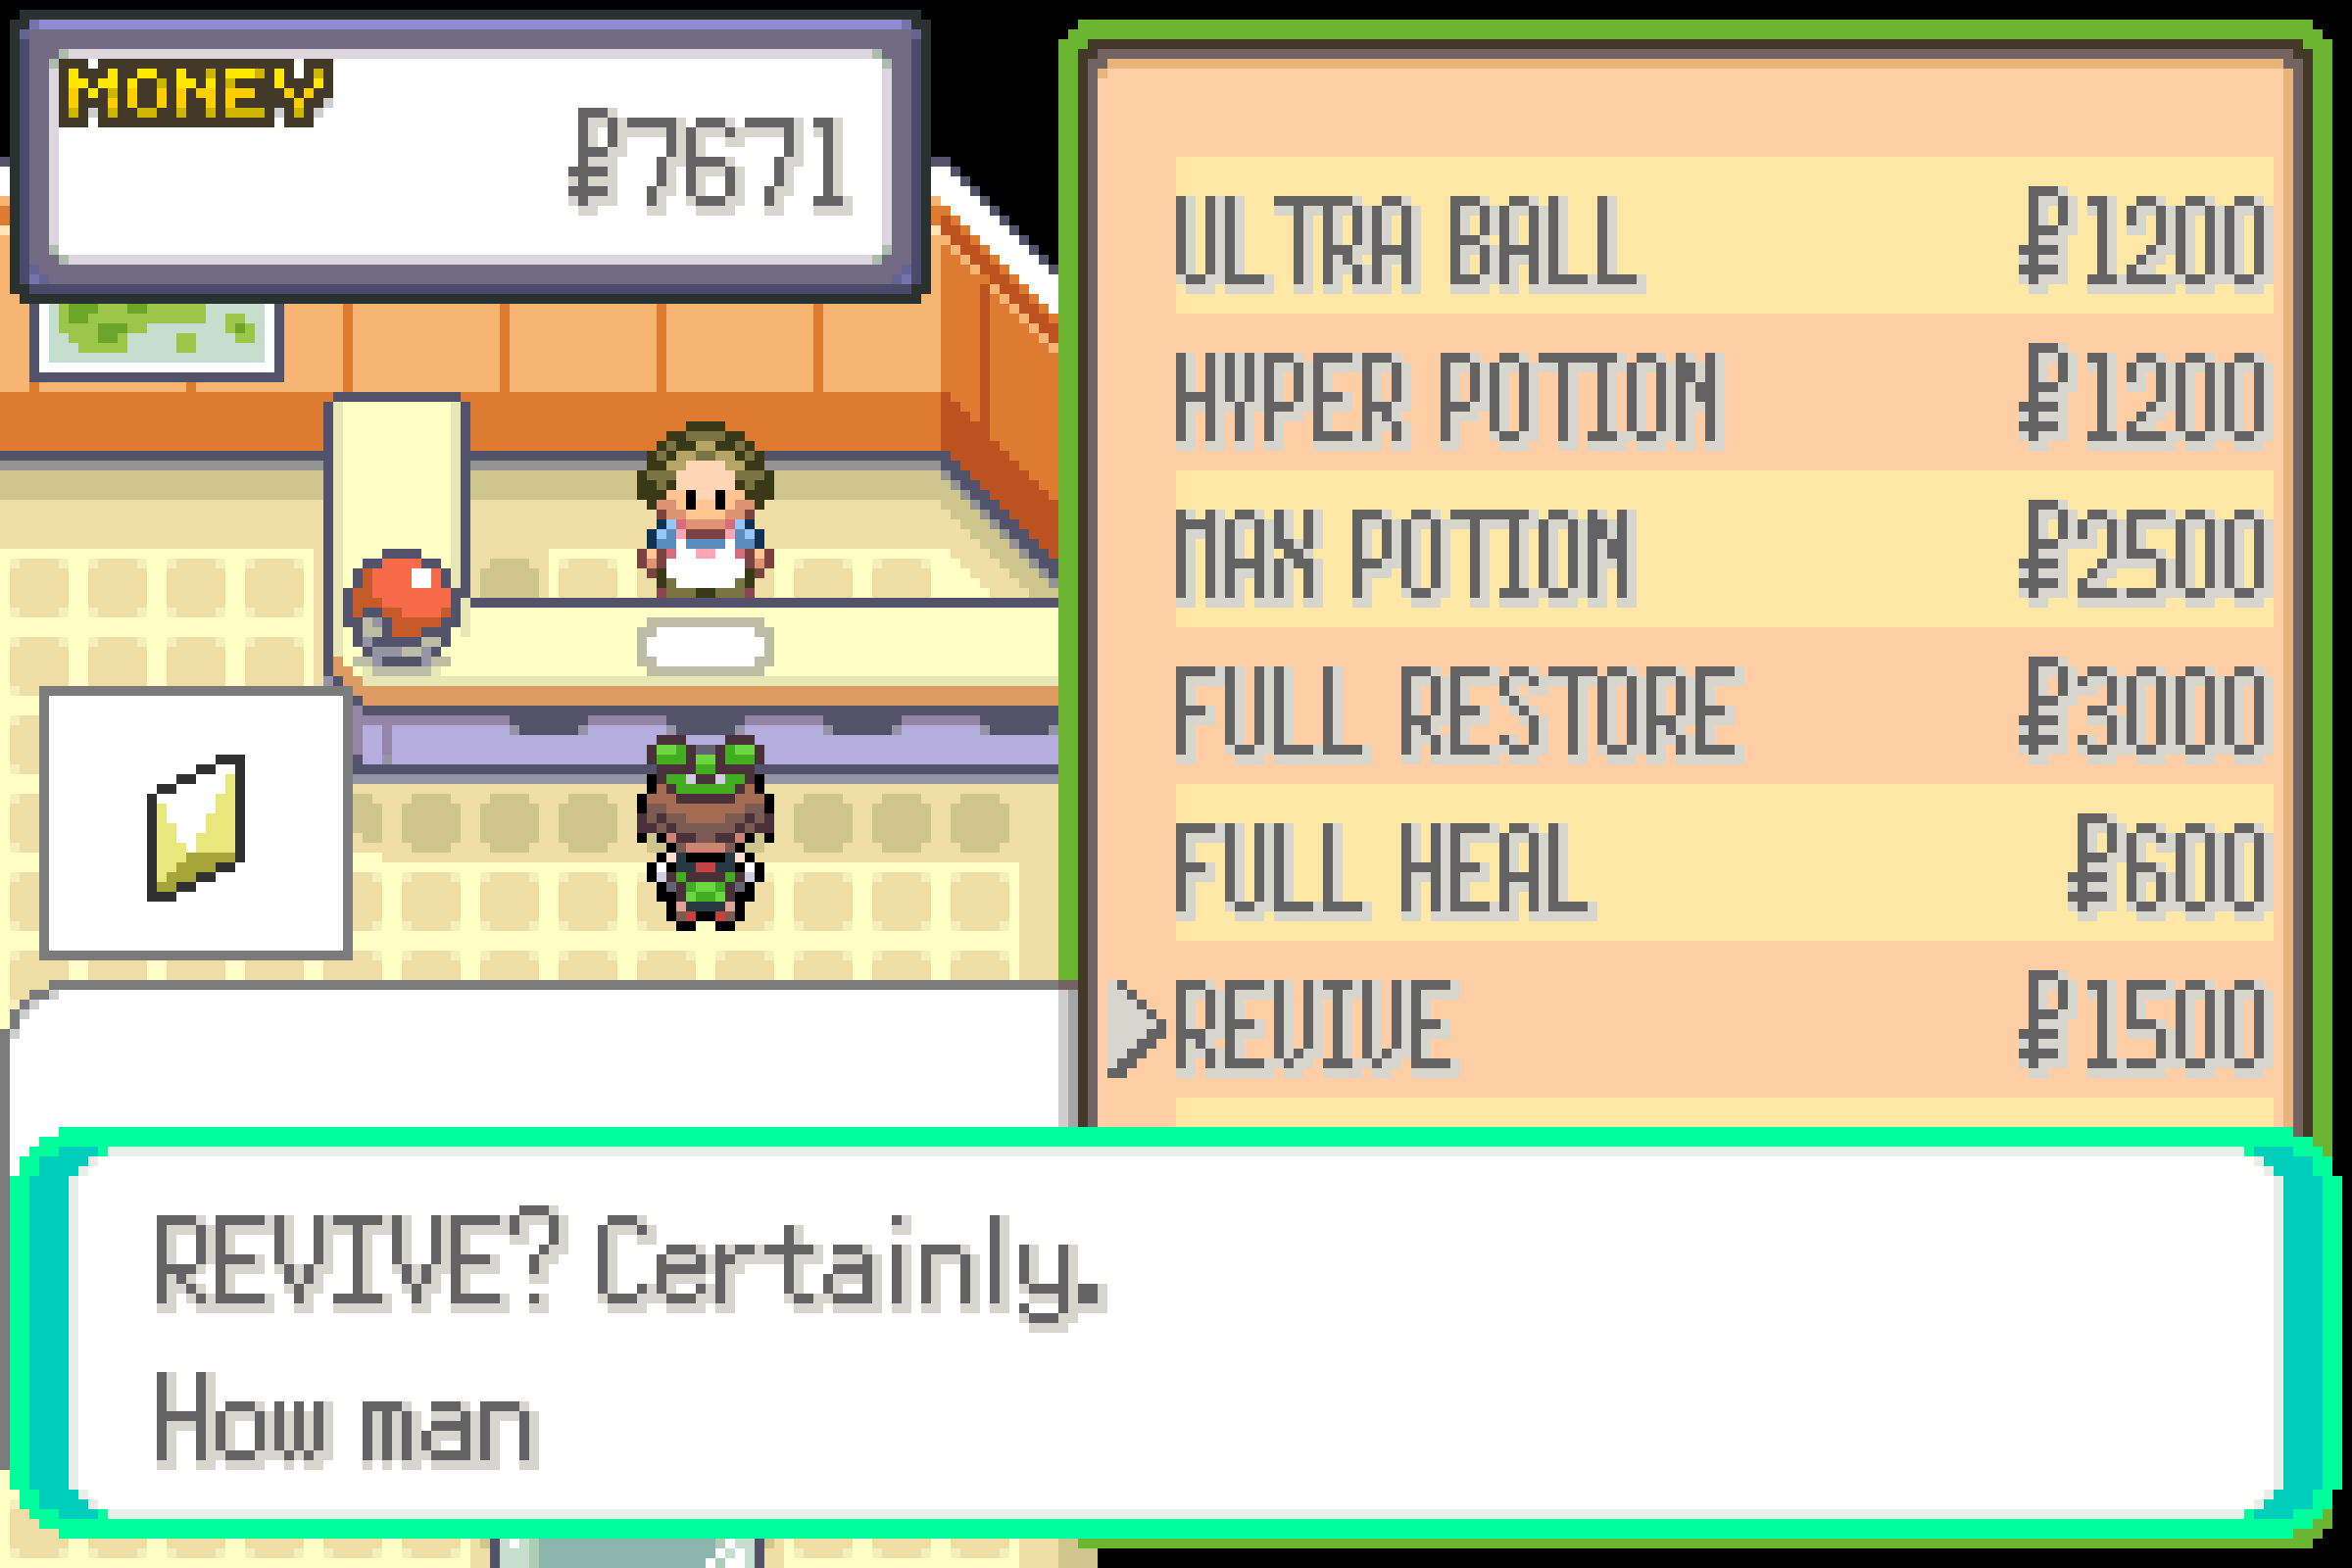 MONEY
₽7671
ULTRA BALL ₽1200
HYPER POTION ₽1200
MAX POTION ₽2500
FULL RESTORE ₽3000
FULL HEAL ₽600
REVIVE ₽1500
REVIVE? Certainly.
How man